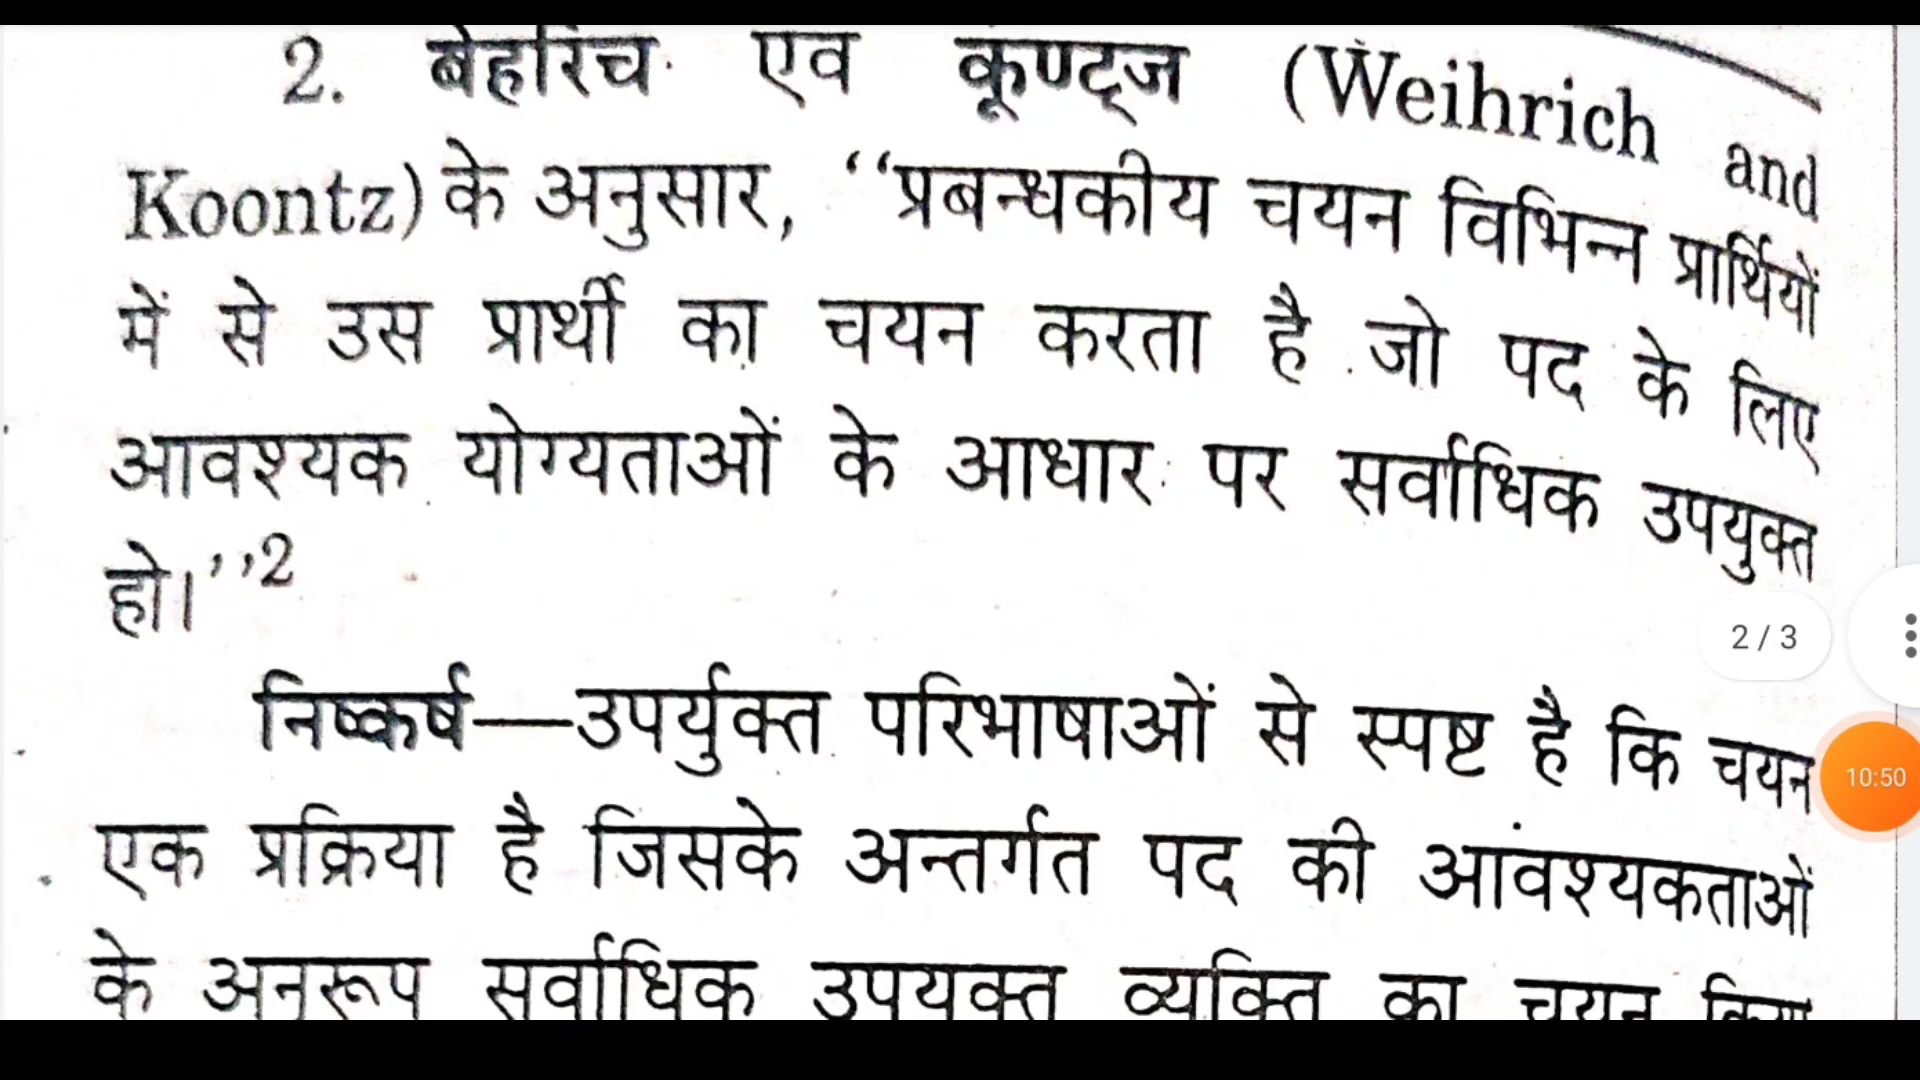 2. बेहरिच एवं कूण्ट्ज (Weihrich and
Koontz) के अनुसार, ‘‘प्रबन्धकीय चयन विभिन्न प्रार्थियों
में से उस प्रार्थी का चयन करता है जो पद के लिए
आवश्यक योग्यताओं के आधार पर सर्वाधिक उपयुक्त
हो।’’2
2 / 3
निष्कर्ष—उपर्युक्त परिभाषाओं से स्पष्ट है कि चयन
10:50
एक प्रक्रिया है जिसके अन्तर्गत पद की आवश्यकताओं
के अनुरूप सर्वाधिक उपयुक्त व्यक्ति का चयन किया